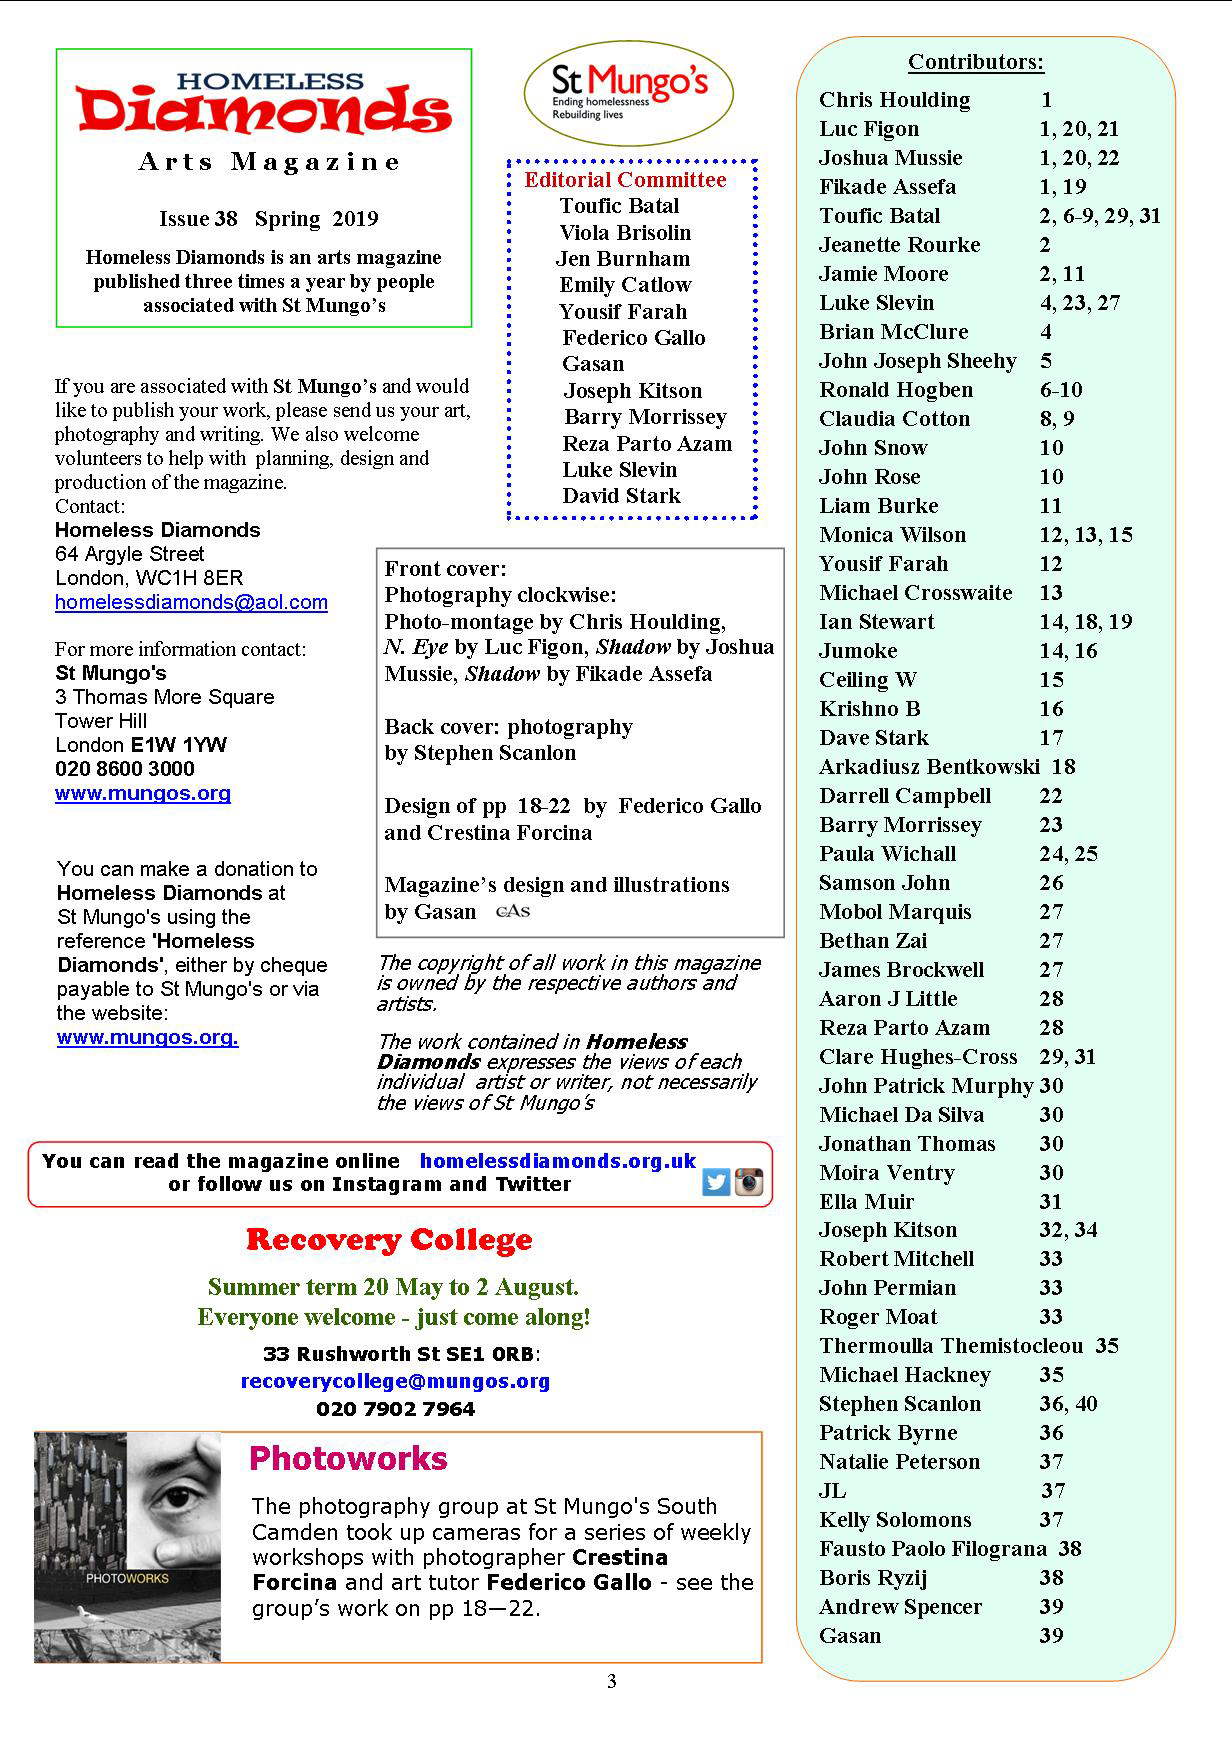 HOMELESS
Diamonds
Arts Magazine
Issue 38 Spring 2019
Homeless Diamonds is an arts magazine
published three times a year by people
associated with St Mungo's
St Mungo's
Ending homelessness
Rebuilding lives
Editorial Committee
Toufic Batal
Viola Brisolin
Jen Burnham
Emily Catlow
Yousif Farah
Federico Gallo
Gasan
Joseph Kitson
Barry Morrissey
Reza Parto Azam
Luke Slevin
David Stark
If you are associated with St Mungo's and would
like to publish your work, please send us your art,
photography and writing. We also welcome
volunteers to help with planning, design and
production of the magazine.
Contact:
Homeless Diamonds
64 Argyle Street
London, WC1H 8ER
homelessdiamonds@aol.com
For more information contact:
St Mungo's
3 Thomas More Square
Tower Hill
London E1W 1YW
020 8600 3000
www.mungos.org
You can make a donation to
Homeless Diamonds at
St Mungo's using the
reference 'Homeless
Diamonds', either by cheque
payable to St Mungo's or via
the website:
www.mungos.org.
Front cover:
Photography clockwise:
Photo-montage by Chris Houlding,
N. Eye by Luc Figon, Shadow by Joshua
Mussie, Shadow by Fikade Assefa
Back cover: photography
by Stephen Scanlon
Design of pp 18-22 by Federico Gallo
and Crestina Forcina
Magazine's design and illustrations
by Gasan GAS
The copyright of all work in this magazine
is owned by the respective authors and
artists.
The work contained in Homeless
Diamonds expresses the views of each
individual artist or writer, not necessarily
the views of St Mungo's
You can read the magazine online homelessdiamonds.org.uk
or follow us on Instagram and Twitter
Recovery College
Summer term 20 May to 2 August.
Everyone welcome - just come along!
33 Rushworth St SE1 0RB:
recoverycollege@mungos.org
020 7902 7964
PHOTOWORKS
Photoworks
The photography group at St Mungo's South
Camden took up cameras for a series of weekly
workshops with photographer Crestina
Forcina and art tutor Federico Gallo - see the
group's work on pp 18—22.
Contributors:
Chris Houlding 1
Luc Figon 1, 20, 21
Joshua Mussie 1, 20, 22
Fikade Assefa 1, 19
Toufic Batal 2, 6-9, 29, 31
Jeanette Rourke 2
Jamie Moore 2, 11
Luke Slevin 4, 23, 27
Brian McClure 4
John Joseph Sheehy 5
Ronald Hogben 6-10
Claudia Cotton 8, 9
John Snow 10
John Rose 10
Liam Burke 11
Monica Wilson 12, 13, 15
Yousif Farah 12
Michael Crosswaite 13
Ian Stewart 14, 18, 19
Jumoke 14, 16
Ceiling W 15
Krishno B 16
Dave Stark 17
Arkadiusz Bentkowski 18
Darrell Campbell 22
Barry Morrissey 23
Paula Wichall 24, 25
Samson John 26
Mobol Marquis 27
Bethan Zai 27
James Brockwell 27
Aaron J Little 28
Reza Parto Azam 28
Clare Hughes-Cross 29, 31
John Patrick Murphy 30
Michael Da Silva 30
Jonathan Thomas 30
Moira Ventry 30
Ella Muir 31
Joseph Kitson 32, 34
Robert Mitchell 33
John Permian 33
Roger Moat 33
Thermoulla Themistocleou 35
Michael Hackney 35
Stephen Scanlon 36, 40
Patrick Byrne 36
Natalie Peterson 37
JL 37
Kelly Solomons 37
Fausto Paolo Filograna 38
Boris Ryzij 38
Andrew Spencer 39
Gasan 39
3